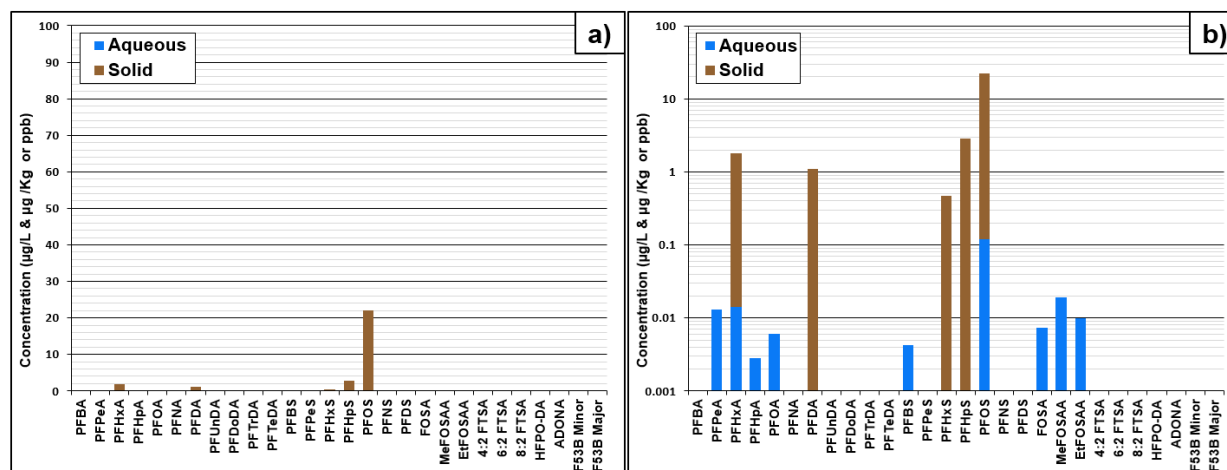 a)
Aqueous
Solid
Concentration (µg/L & µg /Kg or ppb)
100
90
80
70
60
50
40
30
20
10
0
PFBA
PFPeA
PFHxA
PFHpA
PFOA
PFNA
PFDA
PFUnDA
PFDoDA
PFTrDA
PFTeDA
PFBS
PFPeS
PFHxS
PFHpS
PFOS
PFNS
PFDS
FOSA
MeFOSAA
EtFOSAA
4:2 FTSA
6:2 FTSA
8:2 FTSA
HFPO-DA
ADONA
F53B Minor
F53B Major
b)
Aqueous
Solid
Concentration (µg/L & µg /Kg or ppb)
100
10
1
0.1
0.01
0.001
PFBA
PFPeA
PFHxA
PFHpA
PFOA
PFNA
PFDA
PFUnDA
PFDoDA
PFTrDA
PFTeDA
PFBS
PFPeS
PFHxS
PFHpS
PFOS
PFNS
PFDS
FOSA
MeFOSAA
EtFOSAA
4:2 FTSA
6:2 FTSA
8:2 FTSA
HFPO-DA
ADONA
F53B Minor
F53B Major